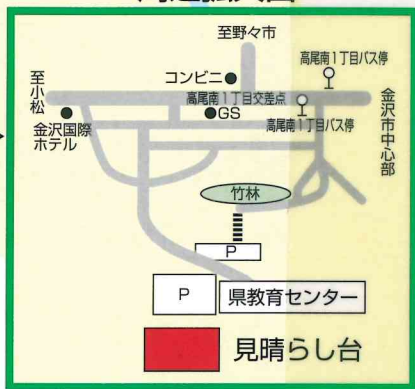 至野々市
高尾南1丁目バス停
コンビニ
至小松
高尾南1丁目交差点
GS
金沢国際
ホテル
高尾南1丁目バス停
金沢市中心部
竹林
P
P
県教育センター
見晴らし台